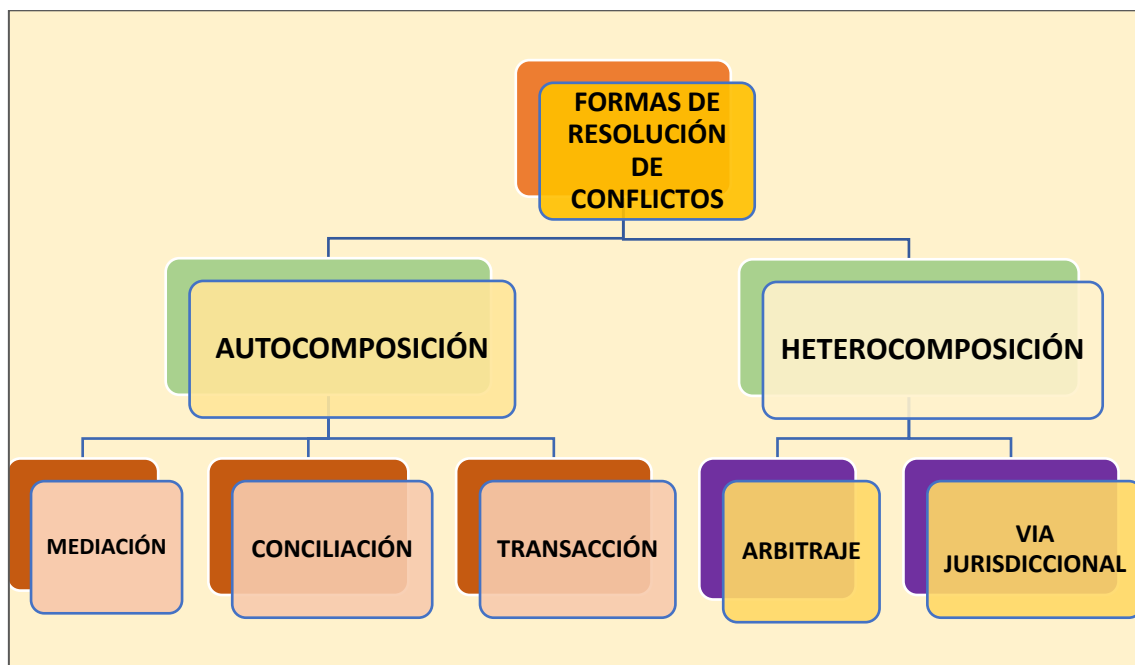 FORMAS DE
RESOLUCIÓN
DE
CONFLICTOS
AUTOCOMPOSICIÓN
HETEROCOMPOSICIÓN
MEDIACIÓN
CONCILIACIÓN
TRANSACCIÓN
ARBITRAJE
VIA
JURISDICCIONAL